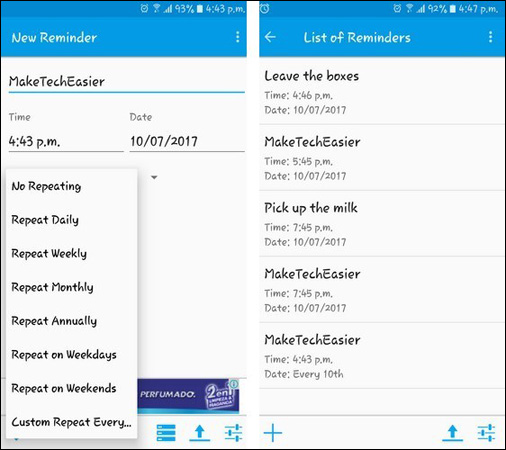 93% 4:43 p.m.
New Reminder
MakeTechEasier
Time Date
4:43 p.m. 10/07/2017
No Repeating
Repeat Daily
Repeat Weekly
Repeat Monthly
Repeat Annually
Repeat on Weekdays
Repeat on Weekends
Custom Repeat Every...
PERFUMADO.
2en1
LIMPIEZA &
FRAGANCIA
92% 4:47 p.m.
List of Reminders
Leave the boxes
Time: 4:46 p.m.
Date: 10/07/2017
MakeTechEasier
Time: 5:45 p.m.
Date: 10/07/2017
Pick up the milk
Time: 7:45 p.m.
Date: 10/07/2017
MakeTechEasier
Time: 7:45 p.m.
Date: 10/07/2017
MakeTechEasier
Time: 4:43 p.m.
Date: Every 10th